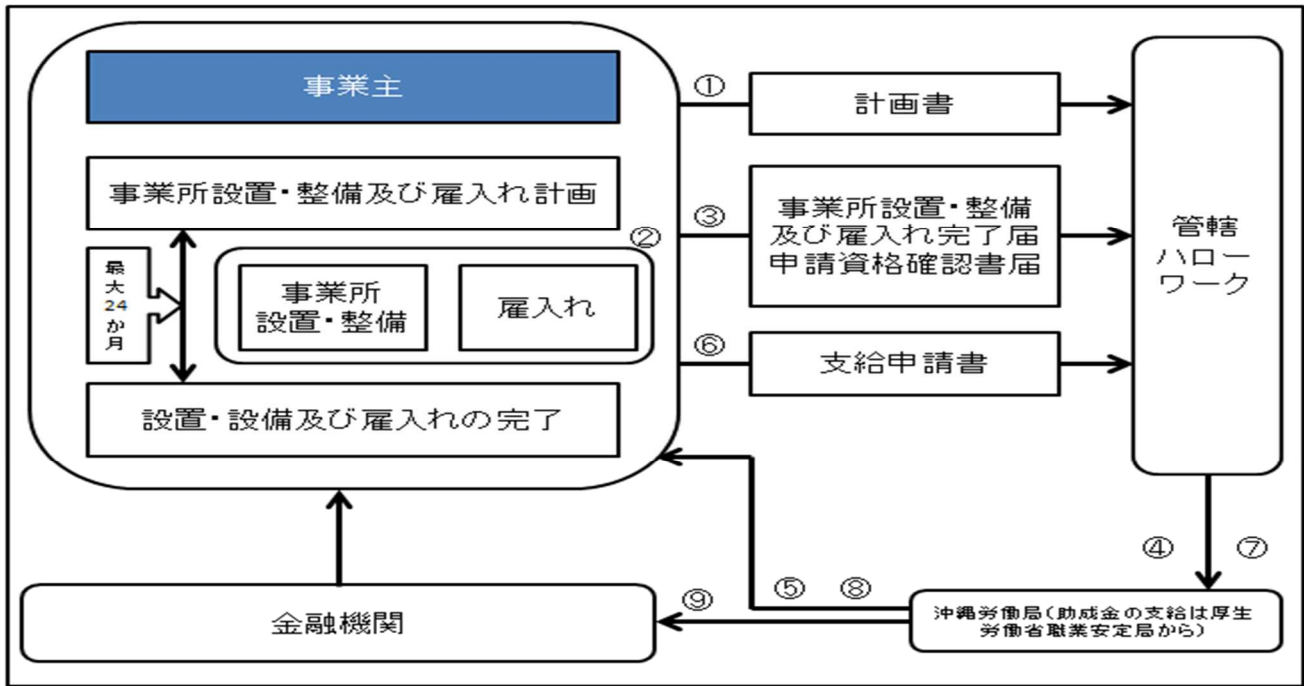 事業主
①
計画書
事業所設置・整備及び雇入れ計画
②
③
事業所設置・整備
及び雇入れ完了届
申請資格確認書届
管轄
ハロー
ワーク
最大24か月
事業所
設置・整備
雇入れ
⑥
支給申請書
設置・設備及び雇入れの完了
④
⑦
⑤
⑧
⑨
金融機関
沖縄労働局(助成金の支給は厚生
労働省職業安定局から)